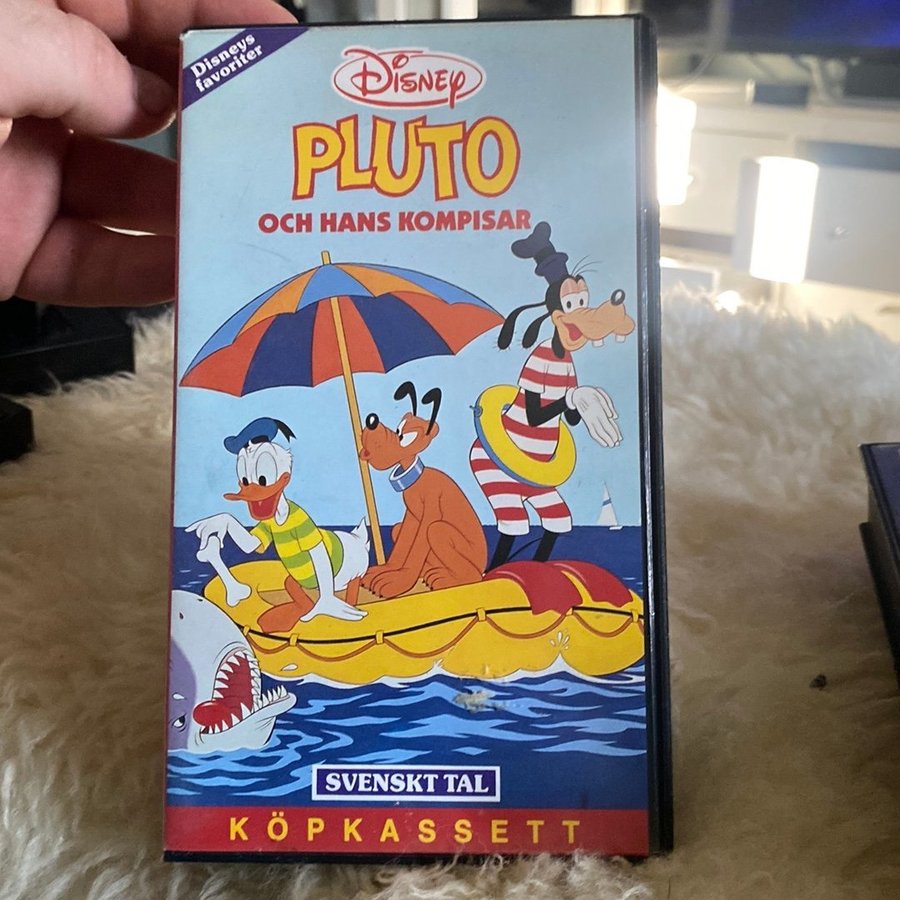 Disneys
favoriter
Disney
PLUTO
OCH HANS KOMPISAR
SVENSKT TAL
KÖPKASSETT